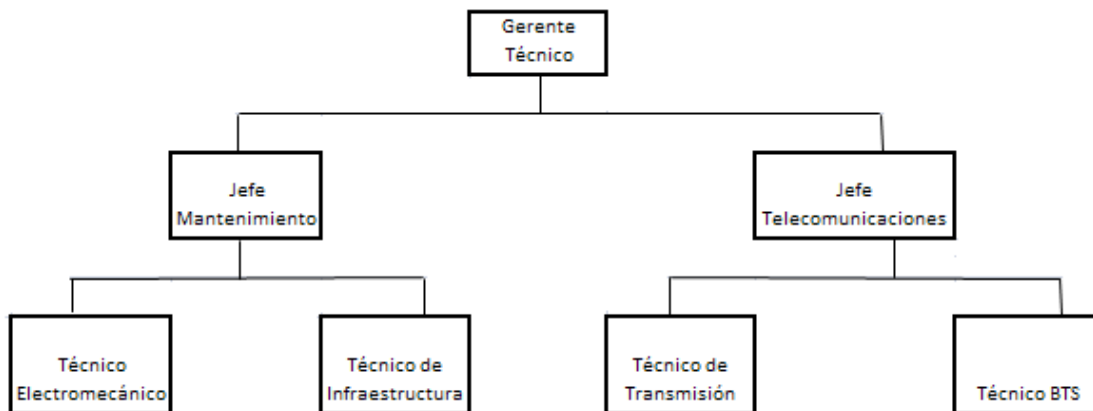 Gerente
Técnico
Jefe
Mantenimiento
Jefe
Telecomunicaciones
Técnico
Electromecánico
Técnico de
Infraestructura
Técnico de
Transmisión
Técnico BTS